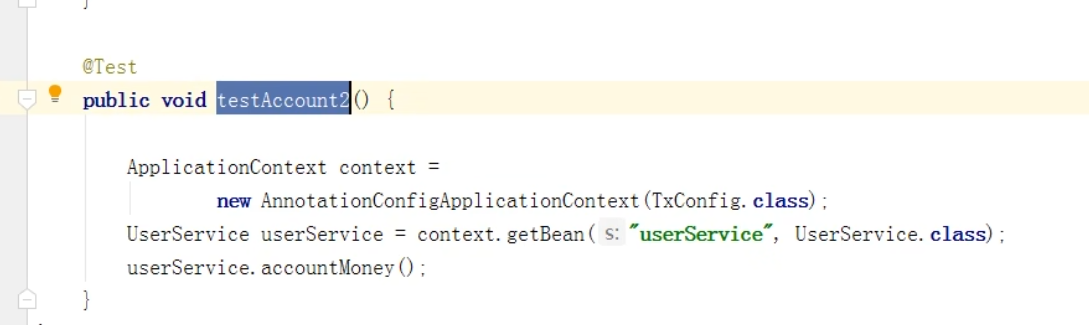 }
@Test
public void testAccount2() {
ApplicationContext context =
new AnnotationConfigApplicationContext(TxConfig.class);
UserService userService = context.getBean( s: "userService", UserService.class);
userService.accountMoney();
}